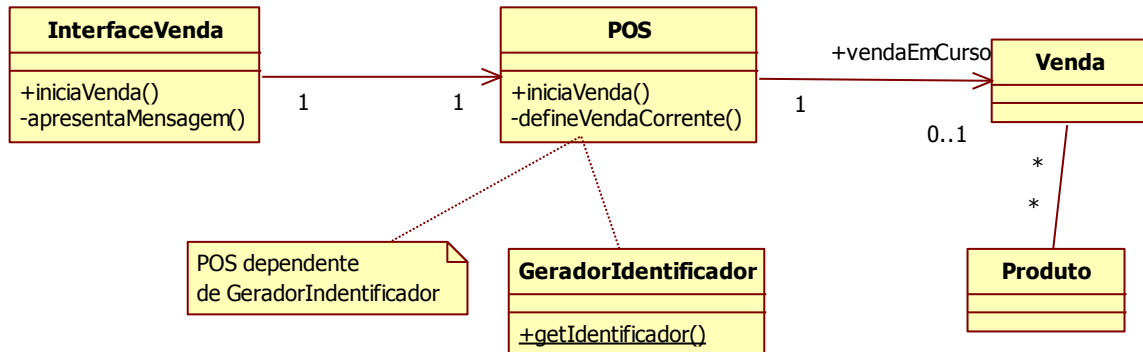 InterfaceVenda
+iniciaVenda()
-apresentaMensagem()
1
1
POS
+iniciaVenda()
-defineVendaCorrente()
+vendaEmCurso
1
0..1
Venda
*
*
POS dependente
de GeradorIndentificador
GeradorIdentificador
+getIdentificador()
Produto